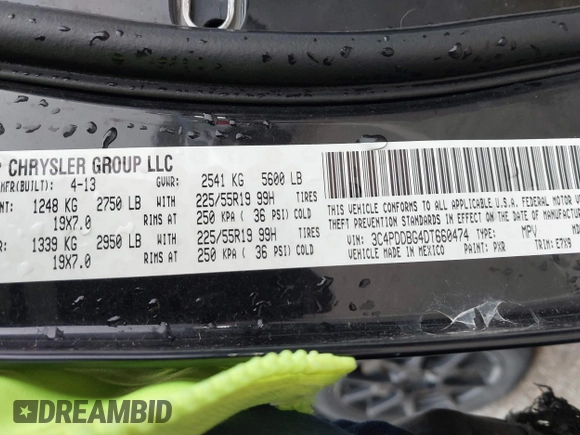 CHRYSLER GROUP LLC
MFR(BUILT): 4-13 GVWR: 2541 KG 5600 LB
1248 KG 2750 LB WITH 225/55R19 99H TIRES
19X7.0 RIMS AT 250 KPA ( 36 PSI) COLD
1339 KG 2950 LB WITH 225/55R19 99H TIRES
19X7.0 RIMS AT 250 KPA ( 36 PSI) COLD
THIS VEHICLE CONFORMS TO ALL APPLICABLE U.S.A. FEDERAL MOTOR
THEFT PREVENTION STANDARDS IN EFFECT ON THE DATE OF
VIN: 3C4PDDBG4DT660474 TYPE: MPV
VEHICLE MADE IN MEXICO PAINT: PXR TRIM: E7X9
DREAMBID